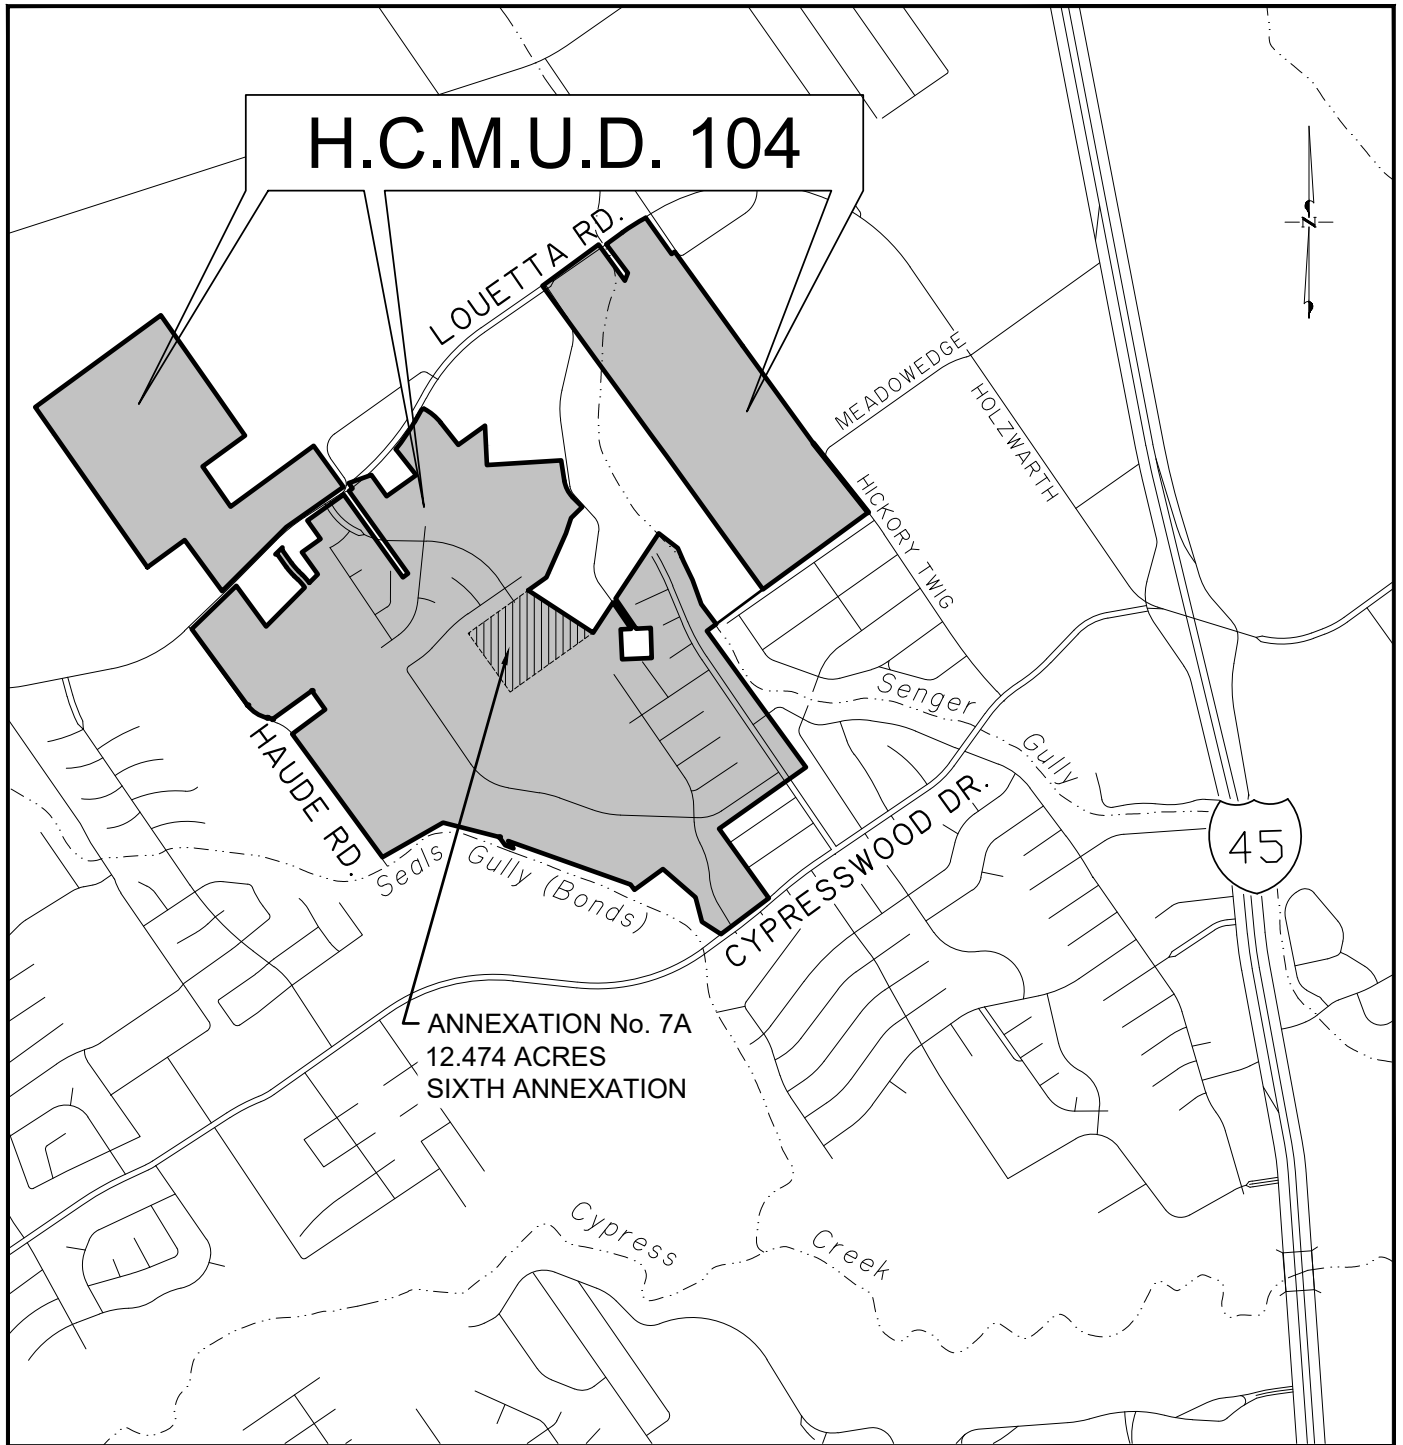 H.C.M.U.D. 104
N
LOUETTA RD.
MEADOWEDGE
HOLZWARTH
HICKORY TWIG
Senger
Gully
HAUDE RD.
Seals
Gully (Bonds)
CYPRESSWOOD DR.
45
ANNEXATION No. 7A
12.474 ACRES
SIXTH ANNEXATION
Cypress
Creek